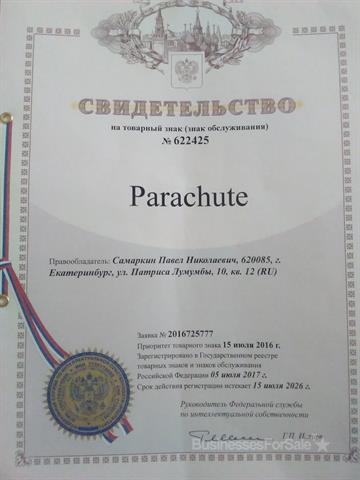 СВИДЕТЕЛЬСТВО
на товарный знак (знак обслуживания)
№ 622425
Parachute
Правообладатель: Самаркин Павел Николаевич, 620085, г.
Екатеринбург, ул. Патриса Лумумбы, 10, кв. 12 (RU)
Заявка № 2016725777
Приоритет товарного знака 15 июля 2016 г.
Зарегистрировано в Государственном реестре
товарных знаков и знаков обслуживания
Российской Федерации 05 июля 2017 г.
Срок действия регистрации истекает 15 июля 2026 г.
Руководитель Федеральной службы
по интеллектуальной собственности
Г.П. Ивлиев
BusinessesForSale